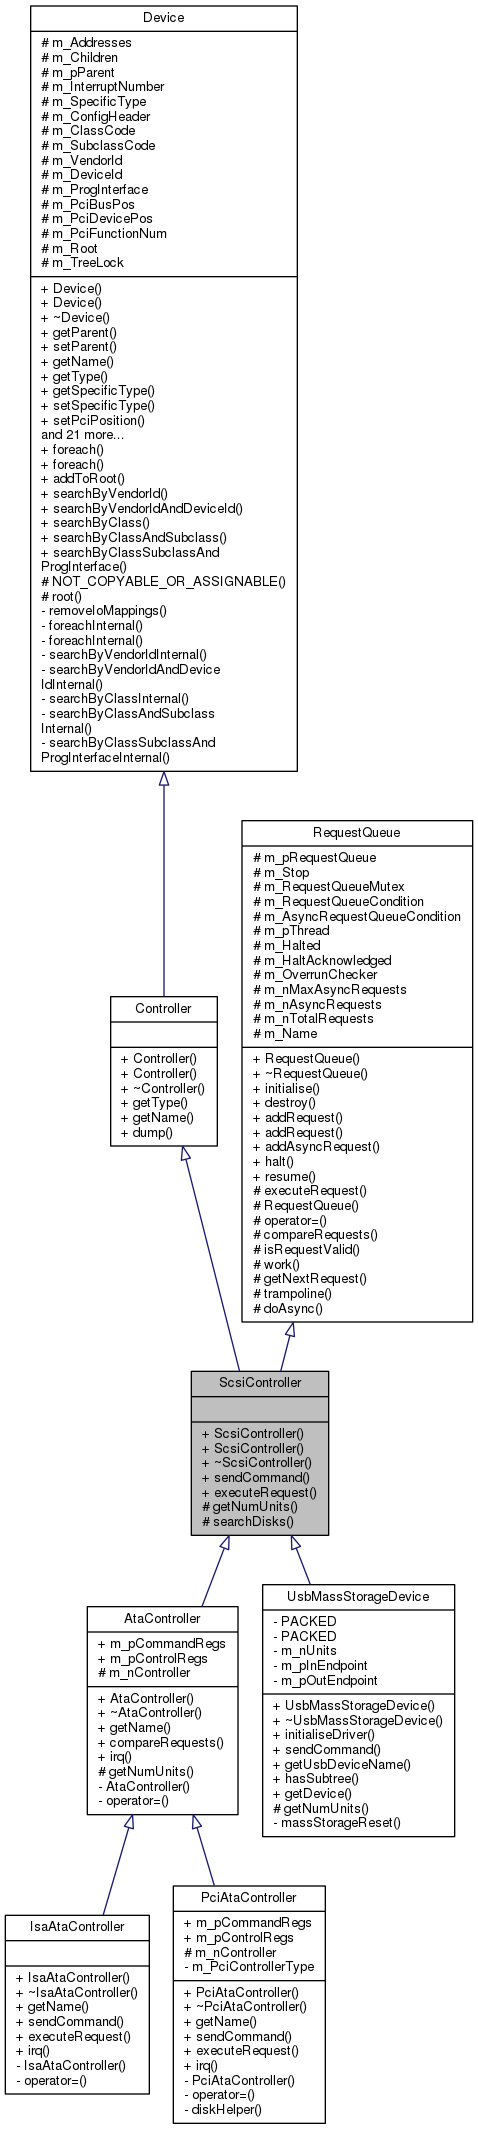 Device
# m_Addresses
# m_Children
# m_pParent
# m_InterruptNumber
# m_SpecificType
# m_ConfigHeader
# m_ClassCode
# m_SubclassCode
# m_VendorId
# m_DeviceId
# m_ProgInterface
# m_PciBusPos
# m_PciDevicePos
# m_PciFunctionNum
# m_Root
# m_TreeLock
+ Device()
+ Device()
+ ~Device()
+ getParent()
+ setParent()
+ getName()
+ getType()
+ getSpecificType()
+ setSpecificType()
+ setPciPosition()
and 21 more...
+ foreach()
+ foreach()
+ addToRoot()
+ searchByVendorId()
+ searchByVendorIdAndDeviceId()
+ searchByClass()
+ searchByClassAndSubclass()
+ searchByClassSubclassAnd
ProgInterface()
# NOT_COPYABLE_OR_ASSIGNABLE()
# root()
- removeIoMappings()
- foreachInternal()
- foreachInternal()
- searchByVendorIdInternal()
- searchByVendorIdAndDevice
IdInternal()
- searchByClassInternal()
- searchByClassAndSubclass
Internal()
- searchByClassSubclassAnd
ProgInterfaceInternal()
RequestQueue
# m_pRequestQueue
# m_Stop
# m_RequestQueueMutex
# m_RequestQueueCondition
# m_AsyncRequestQueueCondition
# m_pThread
# m_Halted
# m_HaltAcknowledged
# m_OverrunChecker
# m_nMaxAsyncRequests
# m_nAsyncRequests
# m_nTotalRequests
# m_Name
+ RequestQueue()
+ ~RequestQueue()
+ initialise()
+ destroy()
+ addRequest()
+ addRequest()
+ addAsyncRequest()
+ halt()
+ resume()
# executeRequest()
# RequestQueue()
# operator=()
# compareRequests()
# isRequestValid()
# work()
# getNextRequest()
# trampoline()
# doAsync()
Controller
+ Controller()
+ Controller()
+ ~Controller()
+ getType()
+ getName()
+ dump()
ScsiController
+ ScsiController()
+ ScsiController()
+ ~ScsiController()
+ sendCommand()
+ executeRequest()
# getNumUnits()
# searchDisks()
AtaController
+ m_pCommandRegs
+ m_pControlRegs
# m_nController
+ AtaController()
+ ~AtaController()
+ getName()
+ compareRequests()
+ irq()
# getNumUnits()
- AtaController()
- operator=()
UsbMassStorageDevice
- PACKED
- PACKED
- m_nUnits
- m_pInEndpoint
- m_pOutEndpoint
+ UsbMassStorageDevice()
+ ~UsbMassStorageDevice()
+ initialiseDriver()
+ sendCommand()
+ getUsbDeviceName()
+ hasSubtree()
+ getDevice()
# getNumUnits()
- massStorageReset()
IsaAtaController
+ IsaAtaController()
+ ~IsaAtaController()
+ getName()
+ sendCommand()
+ executeRequest()
+ irq()
- IsaAtaController()
- operator=()
PciAtaController
+ m_pCommandRegs
+ m_pControlRegs
# m_nController
- m_PciControllerType
+ PciAtaController()
+ ~PciAtaController()
+ getName()
+ sendCommand()
+ executeRequest()
+ irq()
- PciAtaController()
- operator=()
- diskHelper()